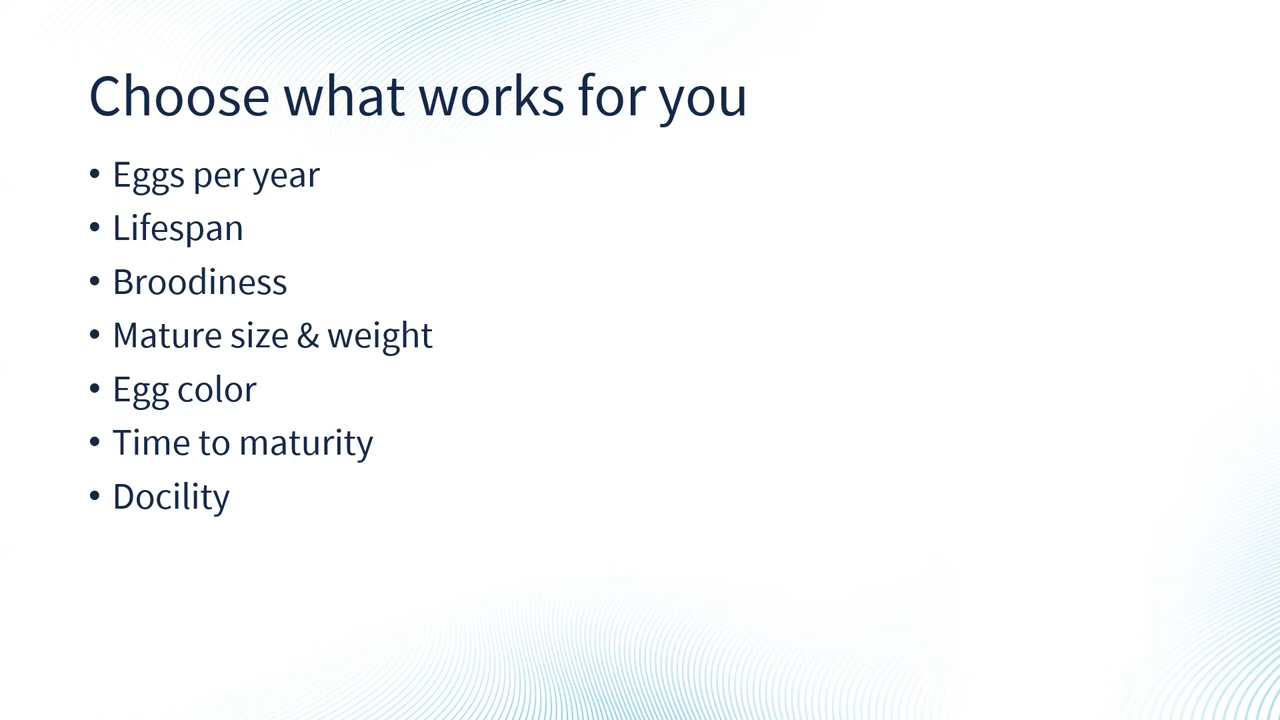 Choose what works for you
• Eggs per year
• Lifespan
• Broodiness
• Mature size & weight
• Egg color
• Time to maturity
• Docility